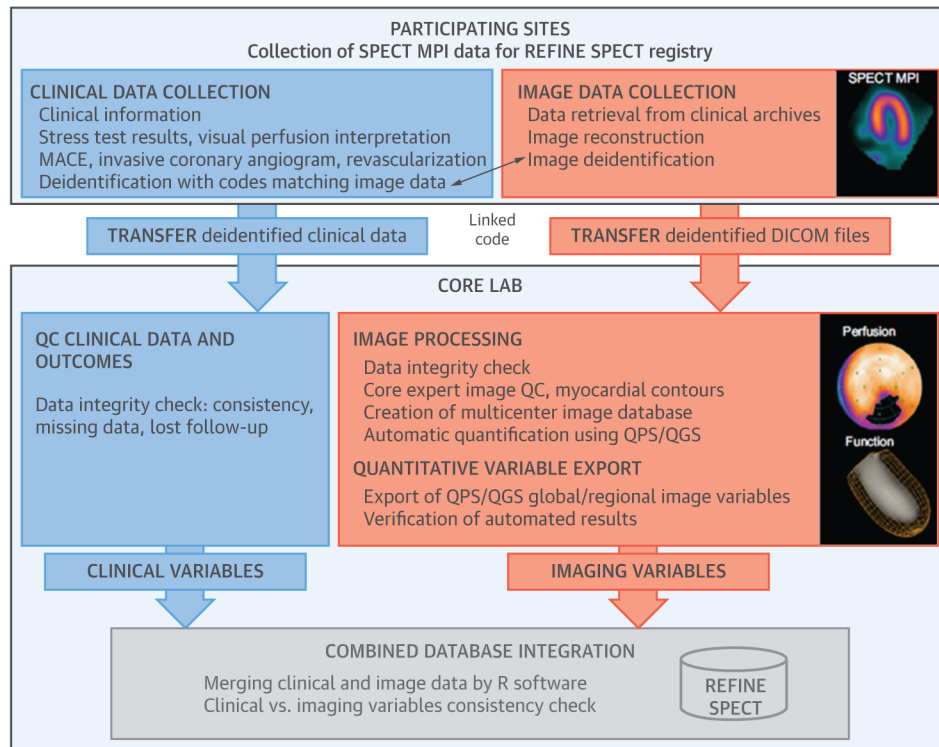 PARTICIPATING SITES
Collection of SPECT MPI data for REFINE SPECT registry
CLINICAL DATA COLLECTION
Clinical information
Stress test results, visual perfusion interpretation
MACE, invasive coronary angiogram, revascularization
Deidentification with codes matching image data
IMAGE DATA COLLECTION
Data retrieval from clinical archives
Image reconstruction
Image deidentification
SPECT MPI
TRANSFER deidentified clinical data
Linked
code
TRANSFER deidentified DICOM files
CORE LAB
QC CLINICAL DATA AND
OUTCOMES
Data integrity check: consistency,
missing data, lost follow-up
IMAGE PROCESSING
Data integrity check
Core expert image QC, myocardial contours
Creation of multicenter image database
Automatic quantification using QPS/QGS
QUANTITATIVE VARIABLE EXPORT
Export of QPS/QGS global/regional image variables
Verification of automated results
Perfusion
Function
CLINICAL VARIABLES
IMAGING VARIABLES
COMBINED DATABASE INTEGRATION
Merging clinical and image data by R software
Clinical vs. imaging variables consistency check
REFINE
SPECT